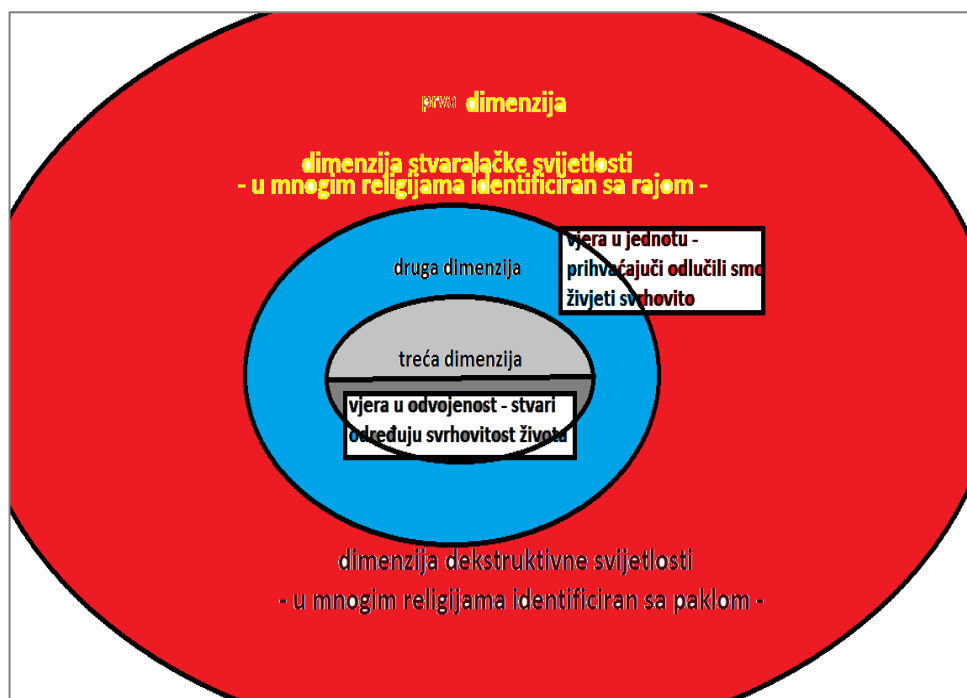 prva dimenzija
dimenzija stvaralačke svijetlosti
- u mnogim religijama identificiran sa rajom -
vjera u jednotu -
prihvaćajuči odlučili smo
živjeti svrhovito
druga dimenzija
treća dimenzija
vjera u odvojenost - stvari
određuju svrhovitost života
dimenzija dekstruktivne svijetlosti
- u mnogim religijama identificiran sa paklom -